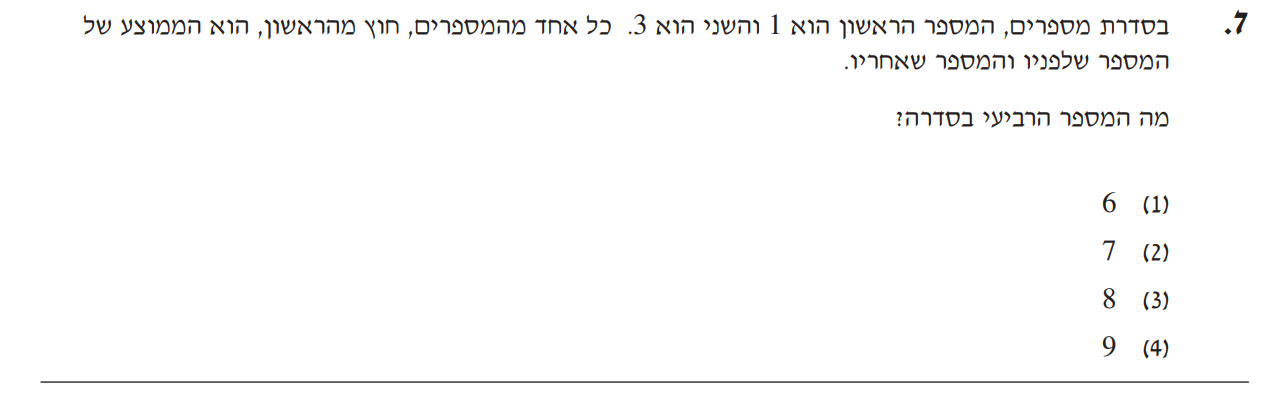 7. בסדרת מספרים, המספר הראשון הוא 1 והשני הוא 3. כל אחד מהמספרים, חוץ מהראשון, הוא הממוצע של
המספר שלפניו והמספר שאחריו.
מה המספר הרביעי בסדרה?
(1) 6
(2) 7
(3) 8
(4) 9